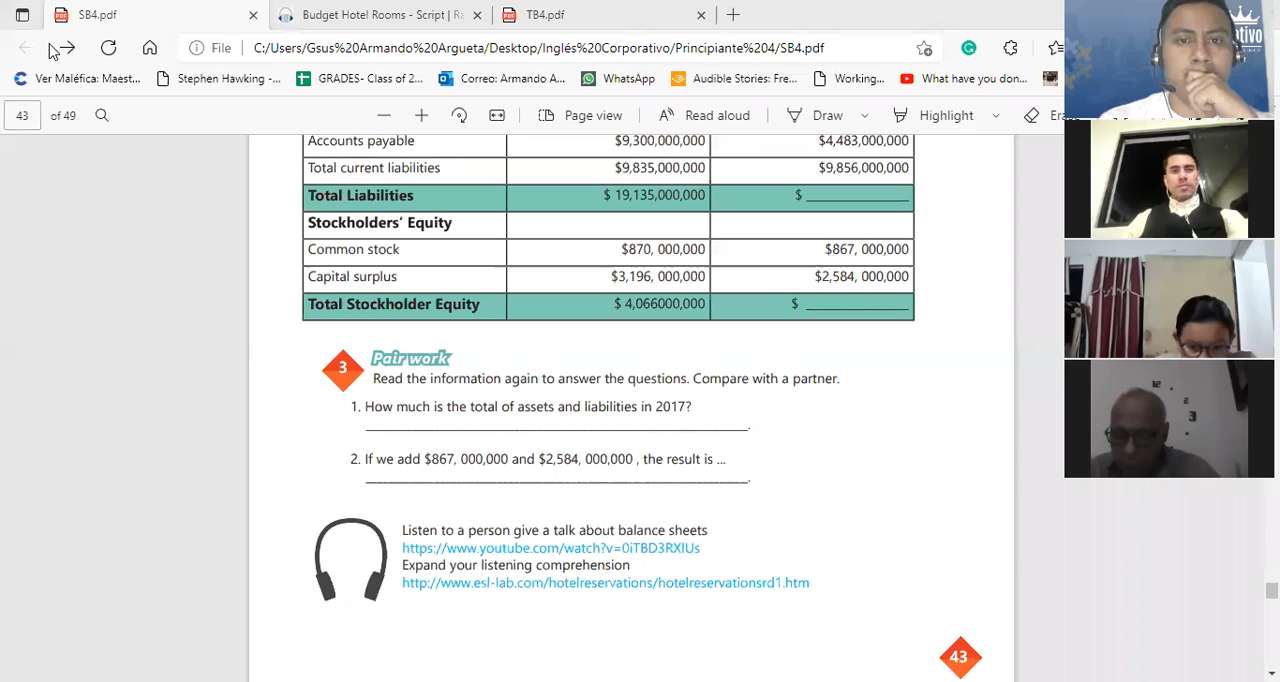 SB4.pdf
Budget Hotel Rooms - Script | Ra
TB4.pdf
File
C:/Users/Gsus%20Armando%20Argueta/Desktop/Inglés%20Corporativo/Principiante%204/SB4.pdf
Ver Maléfica: Maest...
Stephen Hawking -...
GRADES- Class of 2...
Correo: Armando A...
WhatsApp
Audible Stories: Fre...
Working...
What have you don...
43 of 49
Page view
Read aloud
Draw
Highlight
Era
Accounts payable $9,300,000,000 $4,483,000,000
Total current liabilities $9,835,000,000 $9,856,000,000
Total Liabilities $ 19,135,000,000 $ ____________
Stockholders' Equity
Common stock $870, 000,000 $867, 000,000
Capital surplus $3,196, 000,000 $2,584, 000,000
Total Stockholder Equity $ 4,066000,000 $ ____________
3
Pair work
Read the information again to answer the questions. Compare with a partner.
1. How much is the total of assets and liabilities in 2017?
____________.
2. If we add $867, 000,000 and $2,584, 000,000 , the result is ...
____________.
Listen to a person give a talk about balance sheets
https://www.youtube.com/watch?v=0iTBD3RXIUs
Expand your listening comprehension
http://www.esl-lab.com/hotelreservations/hotelreservationsrd1.htm
43